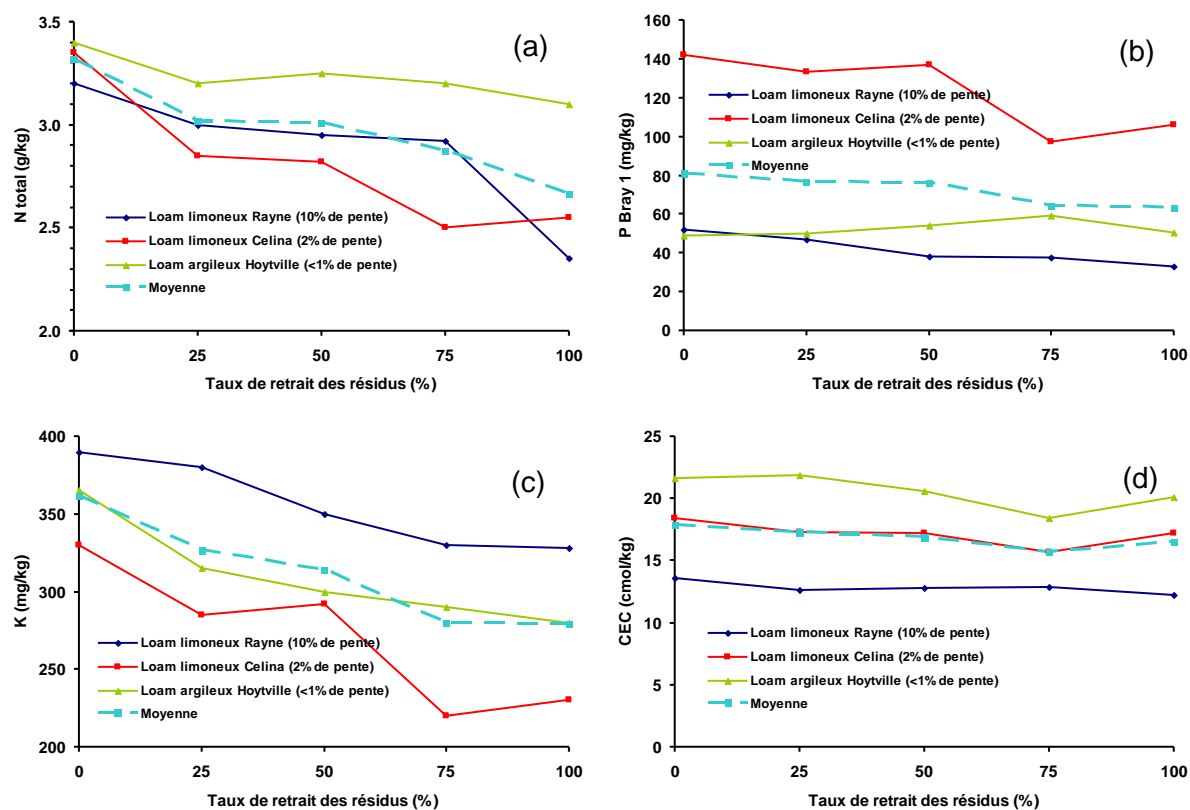 (a)
N total (g/kg)
3.5
3.0
2.5
2.0
Loam limoneux Rayne (10% de pente)
Loam limoneux Celina (2% de pente)
Loam argileux Hoytville (<1% de pente)
Moyenne
0 25 50 75 100
Taux de retrait des résidus (%)
(b)
P Bray 1 (mg/kg)
160
140
120
100
80
60
40
20
0
Loam limoneux Rayne (10% de pente)
Loam limoneux Celina (2% de pente)
Loam argileux Hoytville (<1% de pente)
Moyenne
0 25 50 75 100
Taux de retrait des résidus (%)
(c)
K (mg/kg)
400
350
300
250
200
Loam limoneux Rayne (10% de pente)
Loam limoneux Celina (2% de pente)
Loam argileux Hoytville (<1% de pente)
Moyenne
0 25 50 75 100
Taux de retrait des résidus (%)
(d)
CEC (cmol/kg)
25
20
15
10
5
0
Loam limoneux Rayne (10% de pente)
Loam limoneux Celina (2% de pente)
Loam argileux Hoytville (<1% de pente)
Moyenne
0 25 50 75 100
Taux de retrait des résidus (%)